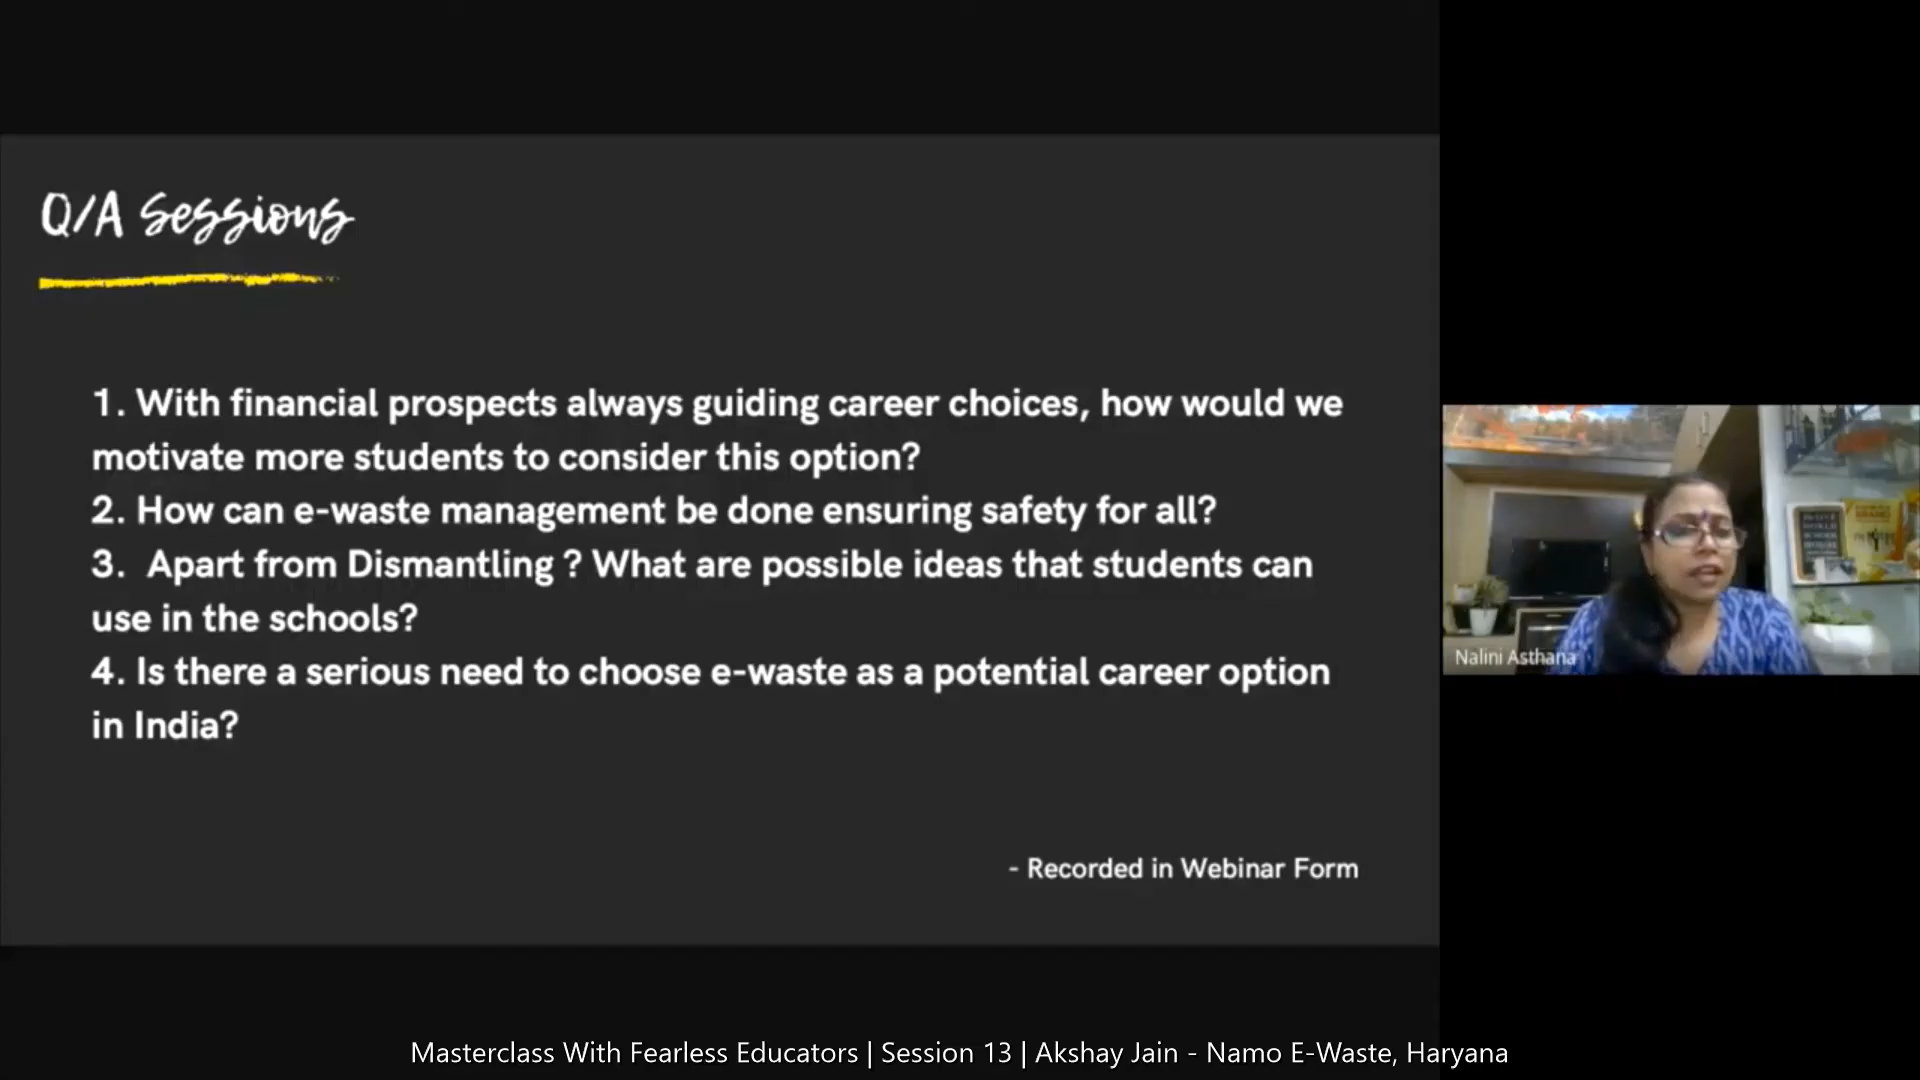 Q/A Sessions
1. With financial prospects always guiding career choices, how would we
motivate more students to consider this option?
2. How can e-waste management be done ensuring safety for all?
3. Apart from Dismantling ? What are possible ideas that students can
use in the schools?
4. Is there a serious need to choose e-waste as a potential career option
in India?
- Recorded in Webinar Form
Nalini Asthana
Masterclass With Fearless Educators | Session 13 | Akshay Jain - Namo E-Waste, Haryana